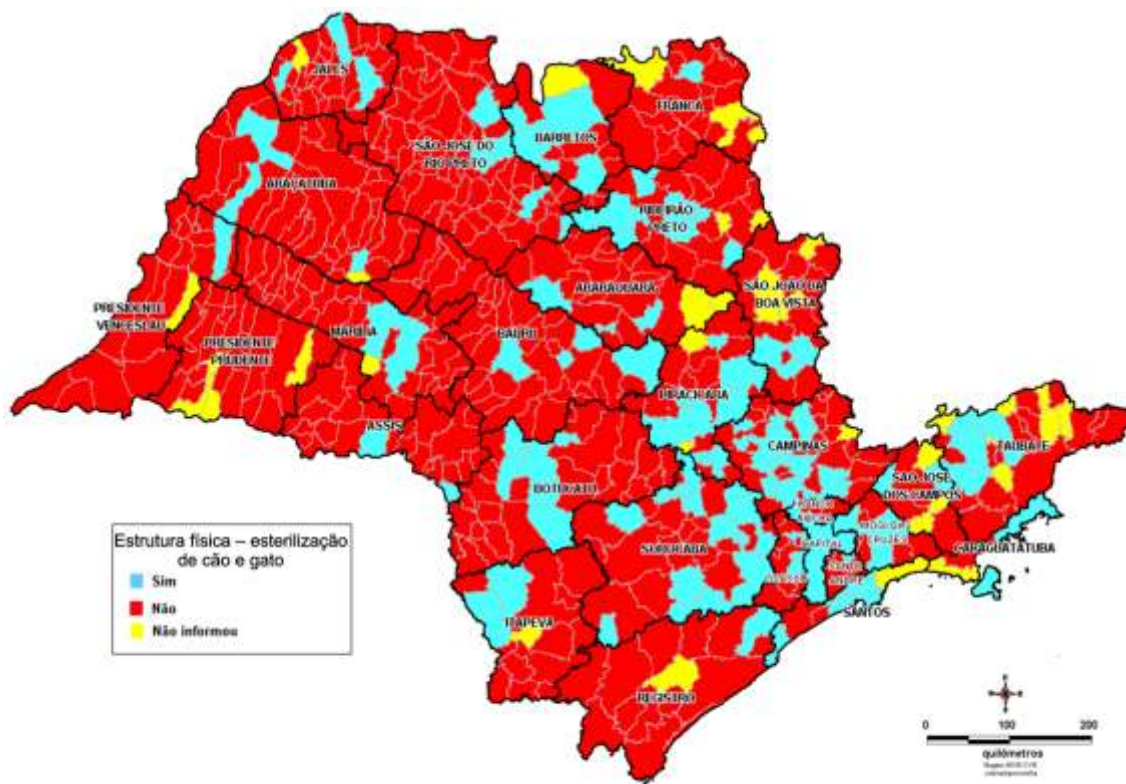 JALES
FRANCA
BARRETOS
SÃO JOSÉ DO
RIO PRETO
ARAÇATUBA
RIBEIRÃO
PRETO
ARARAQUARA
SÃO JOÃO DA
BOA VISTA
PRESIDENTE
VENCESLAU
MARÍLIA
BAURU
PRESIDENTE
PRUDENTE
PIRACICABA
ASSIS
CAMPINAS
TAUBATÉ
BOTUCATU
SÃO JOSÉ
DOS CAMPOS
FRANCO
ROCHA
MOGI DAS
CRUZES
CAPITAL
SOROCABA
CARAGUATATUBA
OSASCO
SANTO
ANDRÉ
SANTOS
ITAPEVA
REGISTRO
Estrutura física – esterilização
de cão e gato
Sim
Não
Não informou
0 100 200
quilômetros